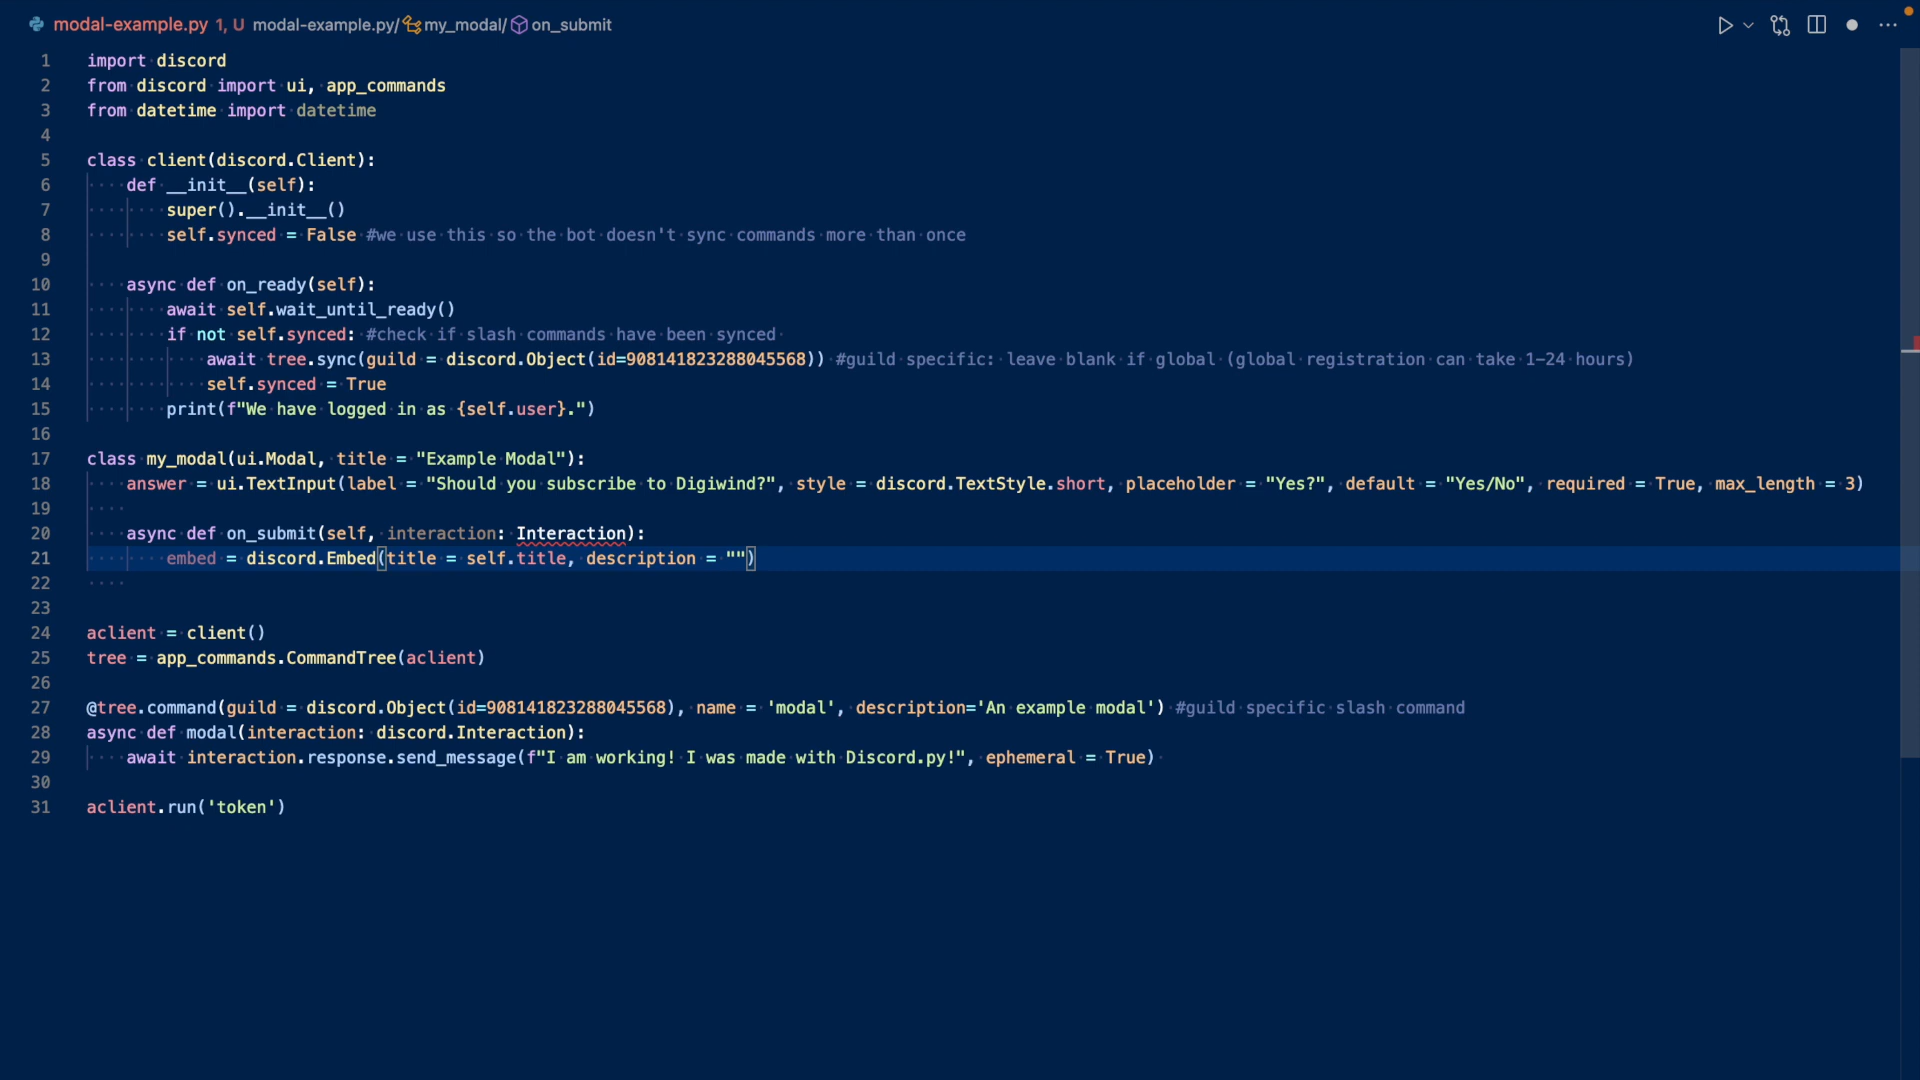 modal-example.py 1, U modal-example.py/ my_modal/ on_submit
1 import discord
2 from discord import ui, app_commands
3 from datetime import datetime
4
5 class client(discord.Client):
6 def __init__(self):
7 super().__init__()
8 self.synced = False #we use this so the bot doesn't sync commands more than once
9
10 async def on_ready(self):
11 await self.wait_until_ready()
12 if not self.synced: #check if slash commands have been synced
13 await tree.sync(guild = discord.Object(id=908141823288045568)) #guild specific: leave blank if global (global registration can take 1-24 hours)
14 self.synced = True
15 print(f"We have logged in as {self.user}.")
16
17 class my_modal(ui.Modal, title = "Example Modal"):
18 answer = ui.TextInput(label = "Should you subscribe to Digiwind?", style = discord.TextStyle.short, placeholder = "Yes?", default = "Yes/No", required = True, max_length = 3)
19
20 async def on_submit(self, interaction: Interaction):
21 embed = discord.Embed(title = self.title, description = "")
22
23
24 aclient = client()
25 tree = app_commands.CommandTree(aclient)
26
27 @tree.command(guild = discord.Object(id=908141823288045568), name = 'modal', description='An example modal') #guild specific slash command
28 async def modal(interaction: discord.Interaction):
29 await interaction.response.send_message(f"I am working! I was made with Discord.py!", ephemeral = True)
30
31 aclient.run('token')